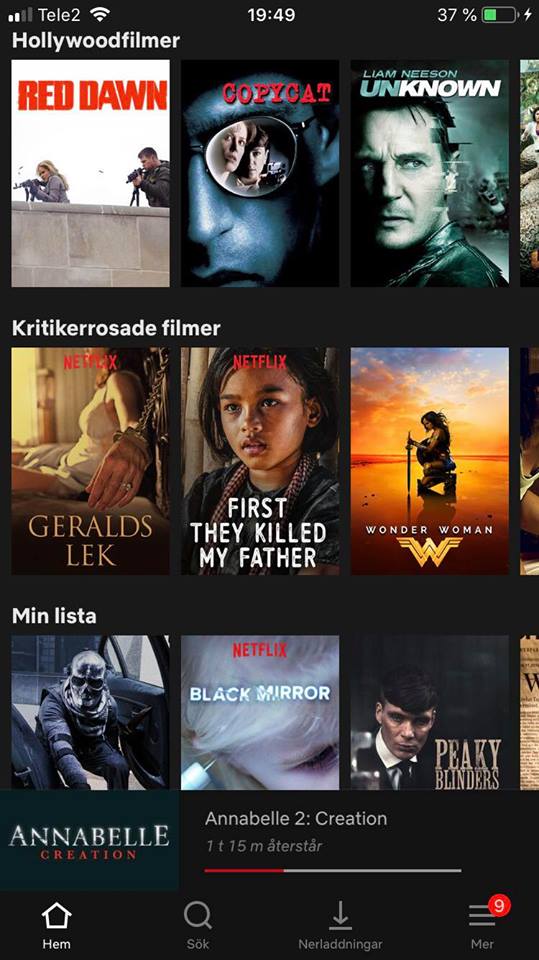 Tele2
19:49
37 %
Hollywoodfilmer
RED DAWN
COPYCAT
LIAM NEESON
UNKNOWN
Kritikerrosade filmer
NETFLIX
GERALDS
LEK
NETFLIX
FIRST
THEY KILLED
MY FATHER
WONDER WOMAN
Min lista
NETFLIX
BLACK MIRROR
PEAKY
BLINDERS
ANNABELLE
CREATION
Annabelle 2: Creation
1 t 15 m återstår
9
Hem
Sök
Nerladdningar
Mer